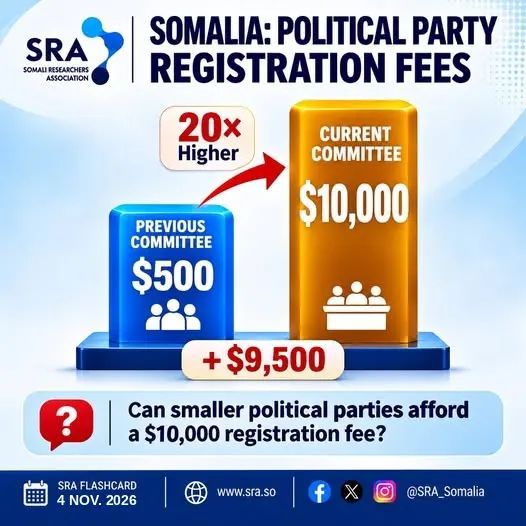 SRA
SOMALI RESEARCHERS
ASSOCIATION
SOMALIA: POLITICAL PARTY
REGISTRATION FEES
20×
Higher
PREVIOUS
COMMITTEE
$500
CURRENT
COMMITTEE
$10,000
+ $9,500
?
Can smaller political parties afford
a $10,000 registration fee?
SRA FLASHCARD
4 NOV. 2026
www.sra.so
@SRA_Somalia